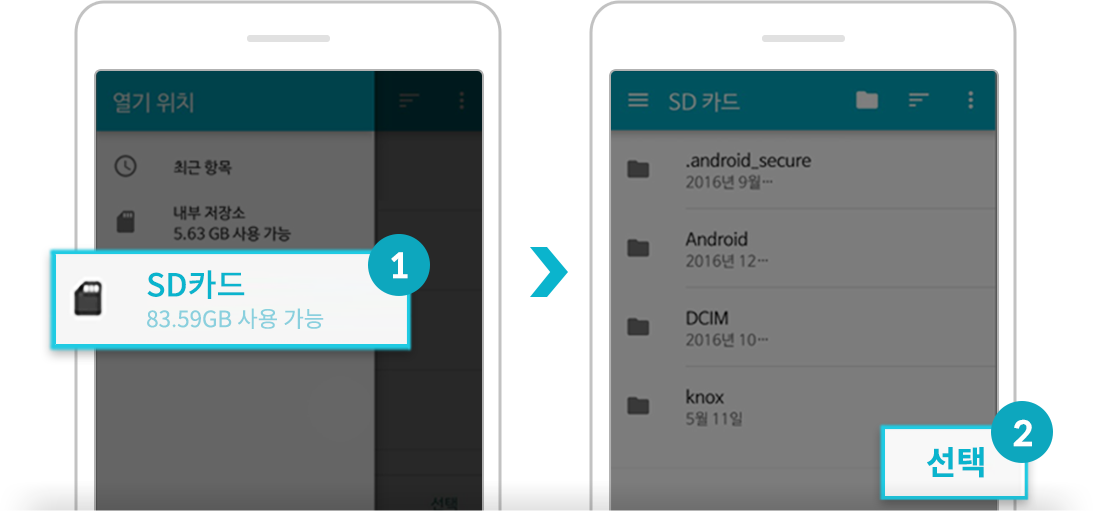 열기 위치
최근 항목
내부 저장소
5.63 GB 사용 가능
1
SD카드
83.59GB 사용 가능
선택
SD 카드
.android_secure
2016년 9월···
Android
2016년 12···
DCIM
2016년 10···
knox
5월 11일
2
선택